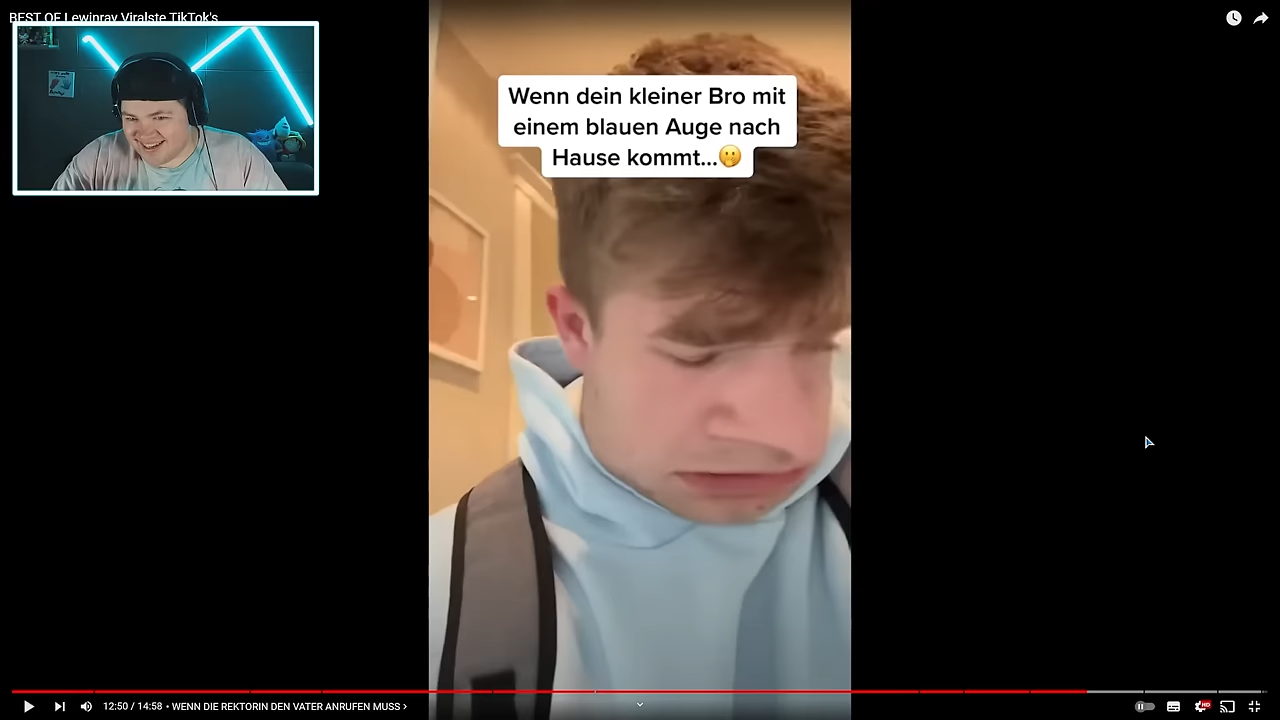 BEST OF Lewinray Viralste TikTok's
Wenn dein kleiner Bro mit
einem blauen Auge nach
Hause kommt...🫢
12:50 / 14:58 • WENN DIE REKTORIN DEN VATER ANRUFEN MUSS ›
HD